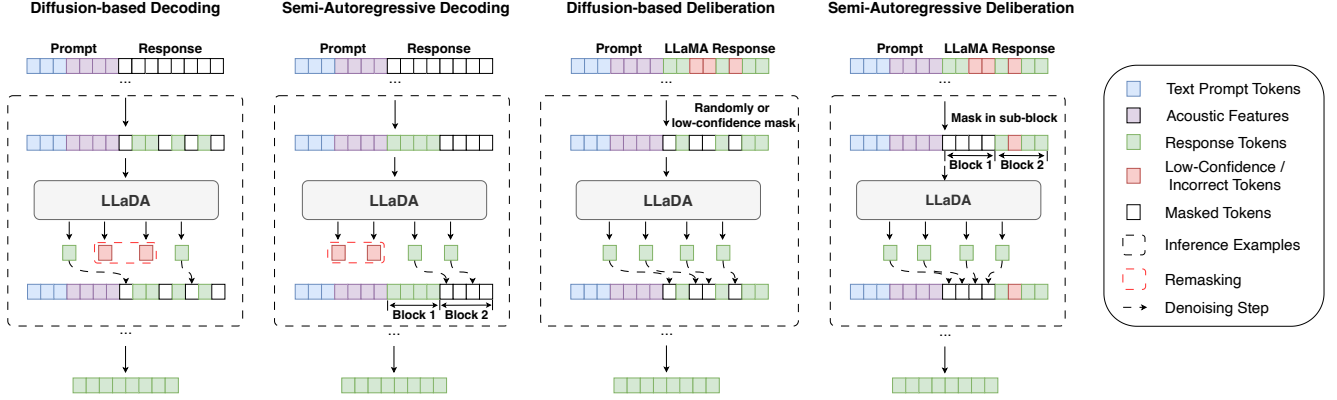 Diffusion-based Decoding
Prompt Response
...
LLaDA
...
Semi-Autoregressive Decoding
Prompt Response
...
LLaDA
Block 1 Block 2
...
Diffusion-based Deliberation
Prompt LLaMA Response
...
Randomly or
low-confidence mask
LLaDA
...
Semi-Autoregressive Deliberation
Prompt LLaMA Response
...
Mask in sub-block
Block 1 Block 2
LLaDA
...
Text Prompt Tokens
Acoustic Features
Response Tokens
Low-Confidence /
Incorrect Tokens
Masked Tokens
Inference Examples
Remasking
Denoising Step